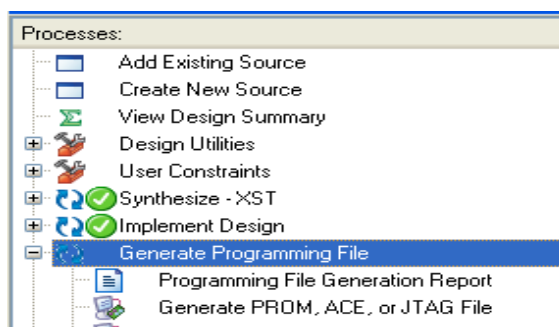 Processes:
Add Existing Source
Create New Source
View Design Summary
Design Utilities
User Constraints
Synthesize - XST
Implement Design
Generate Programming File
Programming File Generation Report
Generate PROM, ACE, or JTAG File